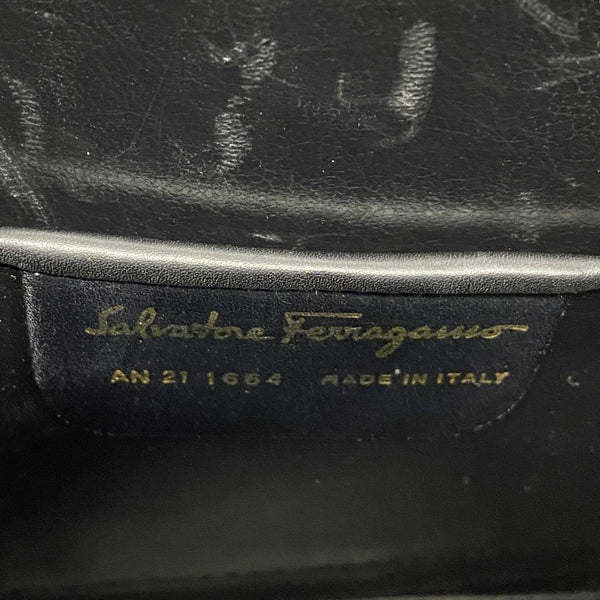 Salvatore Ferragamo
AN 21 1654 MADE IN ITALY